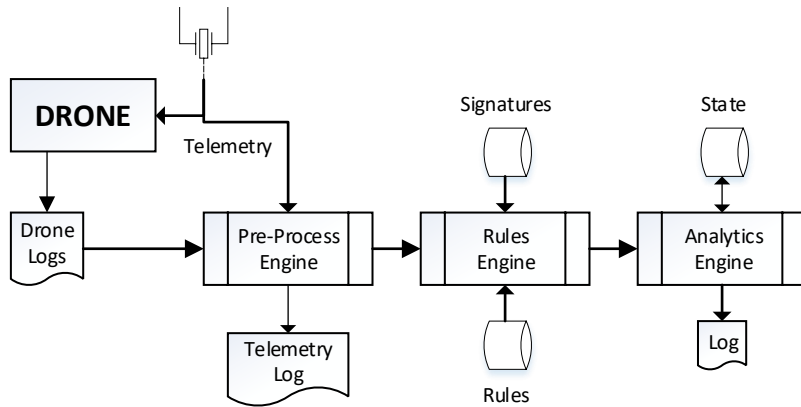 DRONE
Telemetry
Signatures
State
Drone
Logs
Pre-Process
Engine
Rules
Engine
Analytics
Engine
Telemetry
Log
Rules
Log